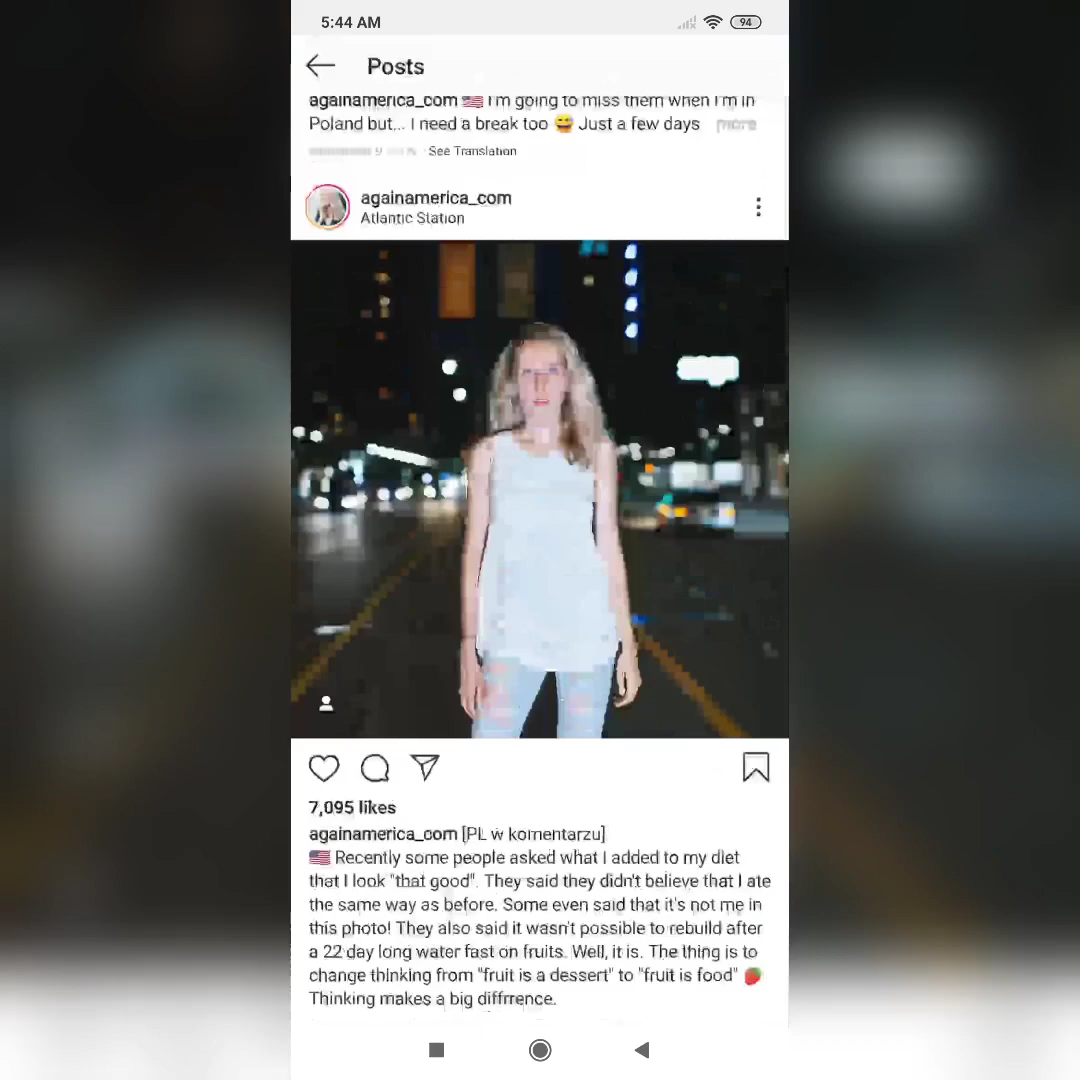 5:44 AM
94
Posts
againamerica_com 🇺🇸 I'm going to miss them when I'm in
Poland but... I need a break too 😅 Just a few days more
· See Translation
againamerica_com
Atlantic Station
7,095 likes
againamerica_com [PL w komentarzu]
🇺🇸 Recently some people asked what I added to my diet
that I look "that good". They said they didn't believe that I ate
the same way as before. Some even said that it's not me in
this photo! They also said it wasn't possible to rebuild after
a 22 day long water fast on fruits. Well, it is. The thing is to
change thinking from "fruit is a dessert" to "fruit is food" 🍓
Thinking makes a big diffrrence.